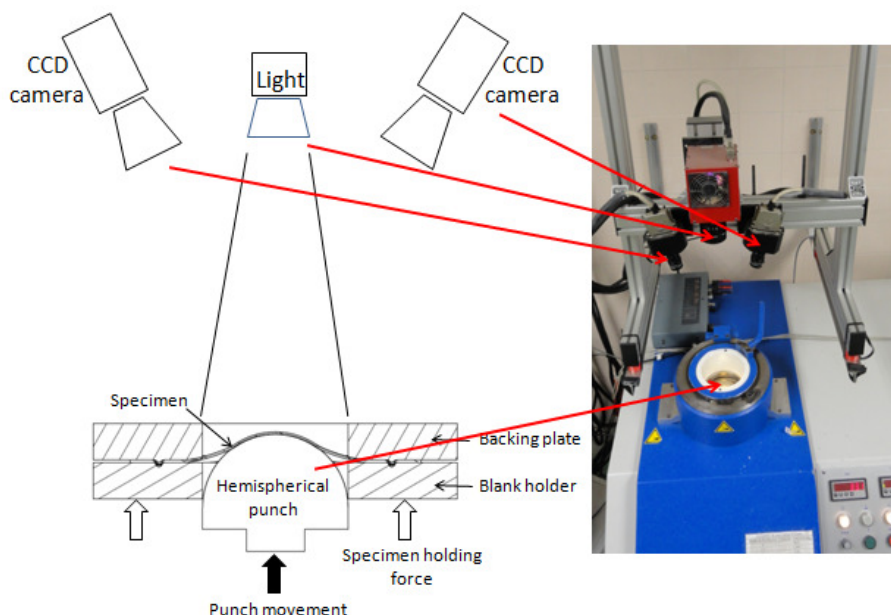 CCD
camera
Light
CCD
camera
Specimen
Backing plate
Hemispherical
punch
Blank holder
Specimen holding
force
Punch movement